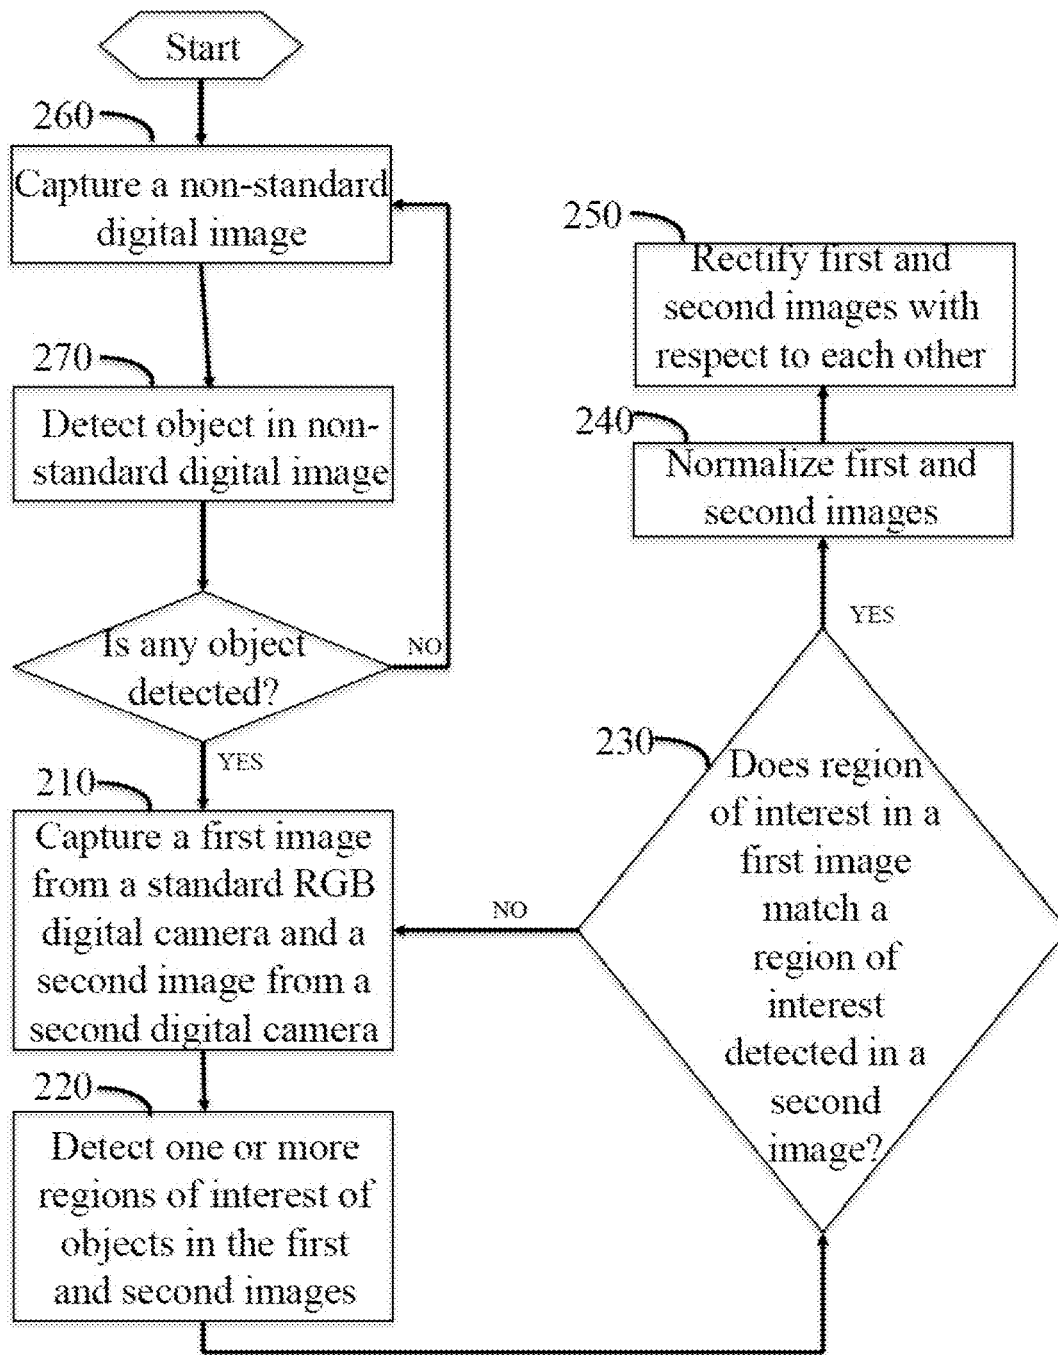 Start
260
Capture a non-standard
digital image
270
Detect object in non-
standard digital image
Is any object
detected?
NO
YES
210
Capture a first image
from a standard RGB
digital camera and a
second image from a
second digital camera
220
Detect one or more
regions of interest of
objects in the first
and second images
230
Does region
of interest in a
first image
match a
region of
interest
detected in a
second
image?
NO
YES
240
Normalize first and
second images
250
Rectify first and
second images with
respect to each other